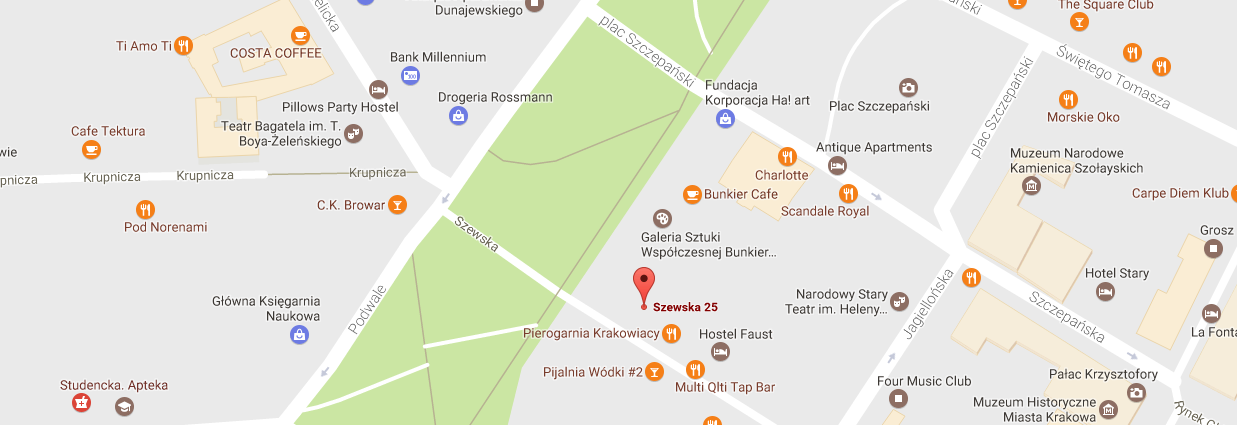 elicka
Dunajewskiego
Ti Amo Ti
COSTA COFFEE
Bank Millennium
Pillows Party Hostel
Drogeria Rossmann
Teatr Bagatela im. T.
Boya-Żeleńskiego
Cafe Tektura
wie
rupnicza
Krupnicza
Krupnicza
Krupnicza
C.K. Browar
Pod Norenami
Szewska
Główna Księgarnia
Naukowa
Podwale
Studencka. Apteka
plac Szczepański
Fundacja
Korporacja Ha! art
Plac Szczepański
Antique Apartments
Charlotte
Bunkier Cafe
Scandale Royal
Galeria Sztuki
Współczesnej Bunkier...
Szewska 25
Pierogarnia Krakowiacy
Hostel Faust
Pijalnia Wódki #2
Multi Qlti Tap Bar
Narodowy Stary
Teatr im. Heleny...
Jagiellońska
Four Music Club
The Square Club
ański
Świętego Tomasza
plac Szczepański
Morskie Oko
Muzeum Narodowe
Kamienica Szołayskich
Carpe Diem Klub
Grosz
Hotel Stary
Szczepańska
La Fonta
Pałac Krzysztofory
Muzeum Historyczne
Miasta Krakowa
Rynek